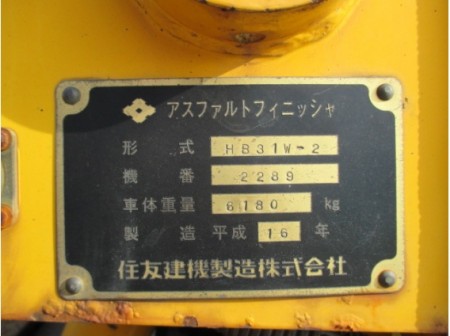 アスファルトフィニッシャ
形式 HB31W-2
機番 2289
車体重量 6180 kg
製造 平成 16 年
住友建機製造株式会社